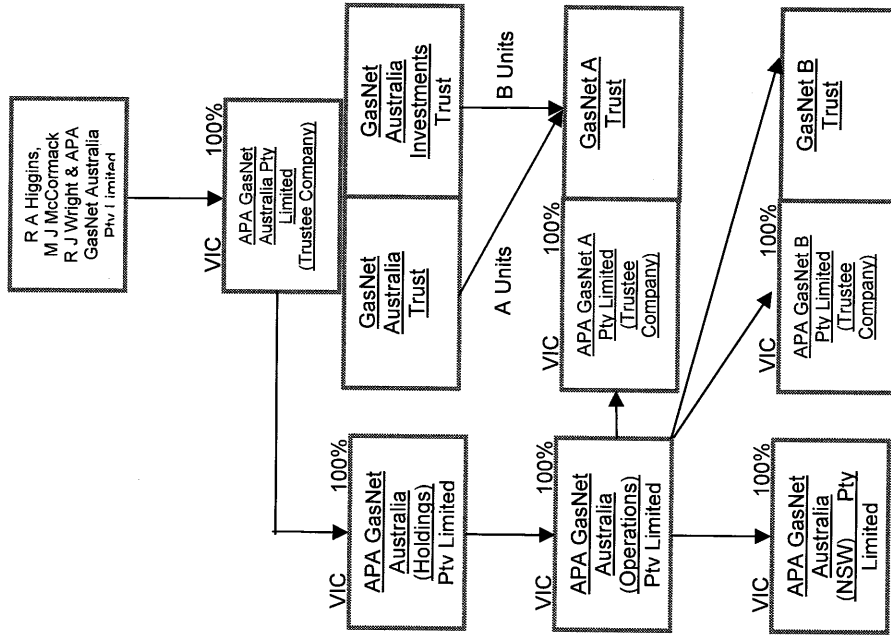 R A Higgins,
M J McCormack
R J Wright & APA
GasNet Australia
Pty Limited
VIC 100%
APA GasNet
Australia Pty
Limited
(Trustee Company)
GasNet
Australia
Trust
GasNet
Australia
Investments
Trust
A Units
B Units
VIC 100%
APA GasNet
Australia
(Holdings)
Pty Limited
VIC 100%
APA GasNet
Australia
(Operations)
Pty Limited
VIC 100%
APA GasNet A
Pty Limited
(Trustee
Company)
GasNet A
Trust
VIC 100%
APA GasNet
Australia
(NSW) Pty
Limited
VIC 100%
APA GasNet B
Pty Limited
(Trustee
Company)
GasNet B
Trust